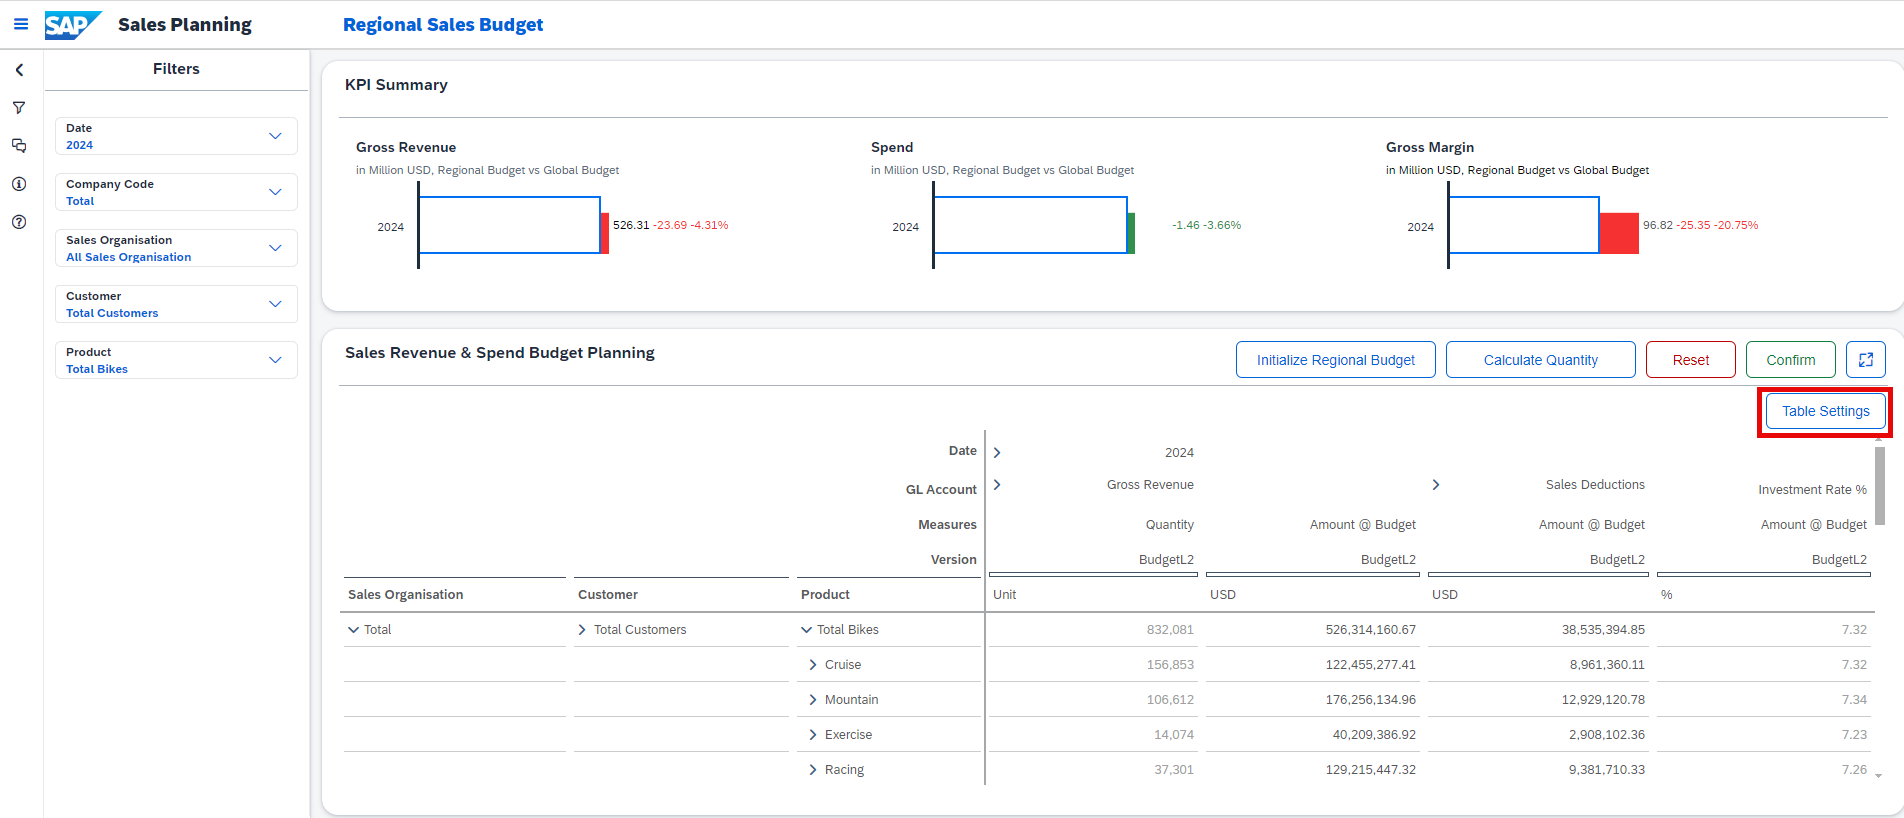 SAP Sales Planning Regional Sales Budget
Filters
Date
2024
Company Code
Total
Sales Organisation
All Sales Organisation
Customer
Total Customers
Product
Total Bikes
KPI Summary
Gross Revenue
in Million USD, Regional Budget vs Global Budget
2024 526.31 -23.69 -4.31%
Spend
in Million USD, Regional Budget vs Global Budget
2024 -1.46 -3.66%
Gross Margin
in Million USD, Regional Budget vs Global Budget
2024 96.82 -25.35 -20.75%
Sales Revenue & Spend Budget Planning
Initialize Regional Budget Calculate Quantity Reset Confirm
Table Settings
Date 2024
GL Account Gross Revenue Sales Deductions Investment Rate %
Measures Quantity Amount @ Budget Amount @ Budget Amount @ Budget
Version BudgetL2 BudgetL2 BudgetL2 BudgetL2
Sales Organisation Customer Product Unit USD USD %
Total Total Customers Total Bikes 832,081 526,314,160.67 38,535,394.85 7.32
Cruise 156,853 122,455,277.41 8,961,360.11 7.32
Mountain 106,612 176,256,134.96 12,929,120.78 7.34
Exercise 14,074 40,209,386.92 2,908,102.36 7.23
Racing 37,301 129,215,447.32 9,381,710.33 7.26